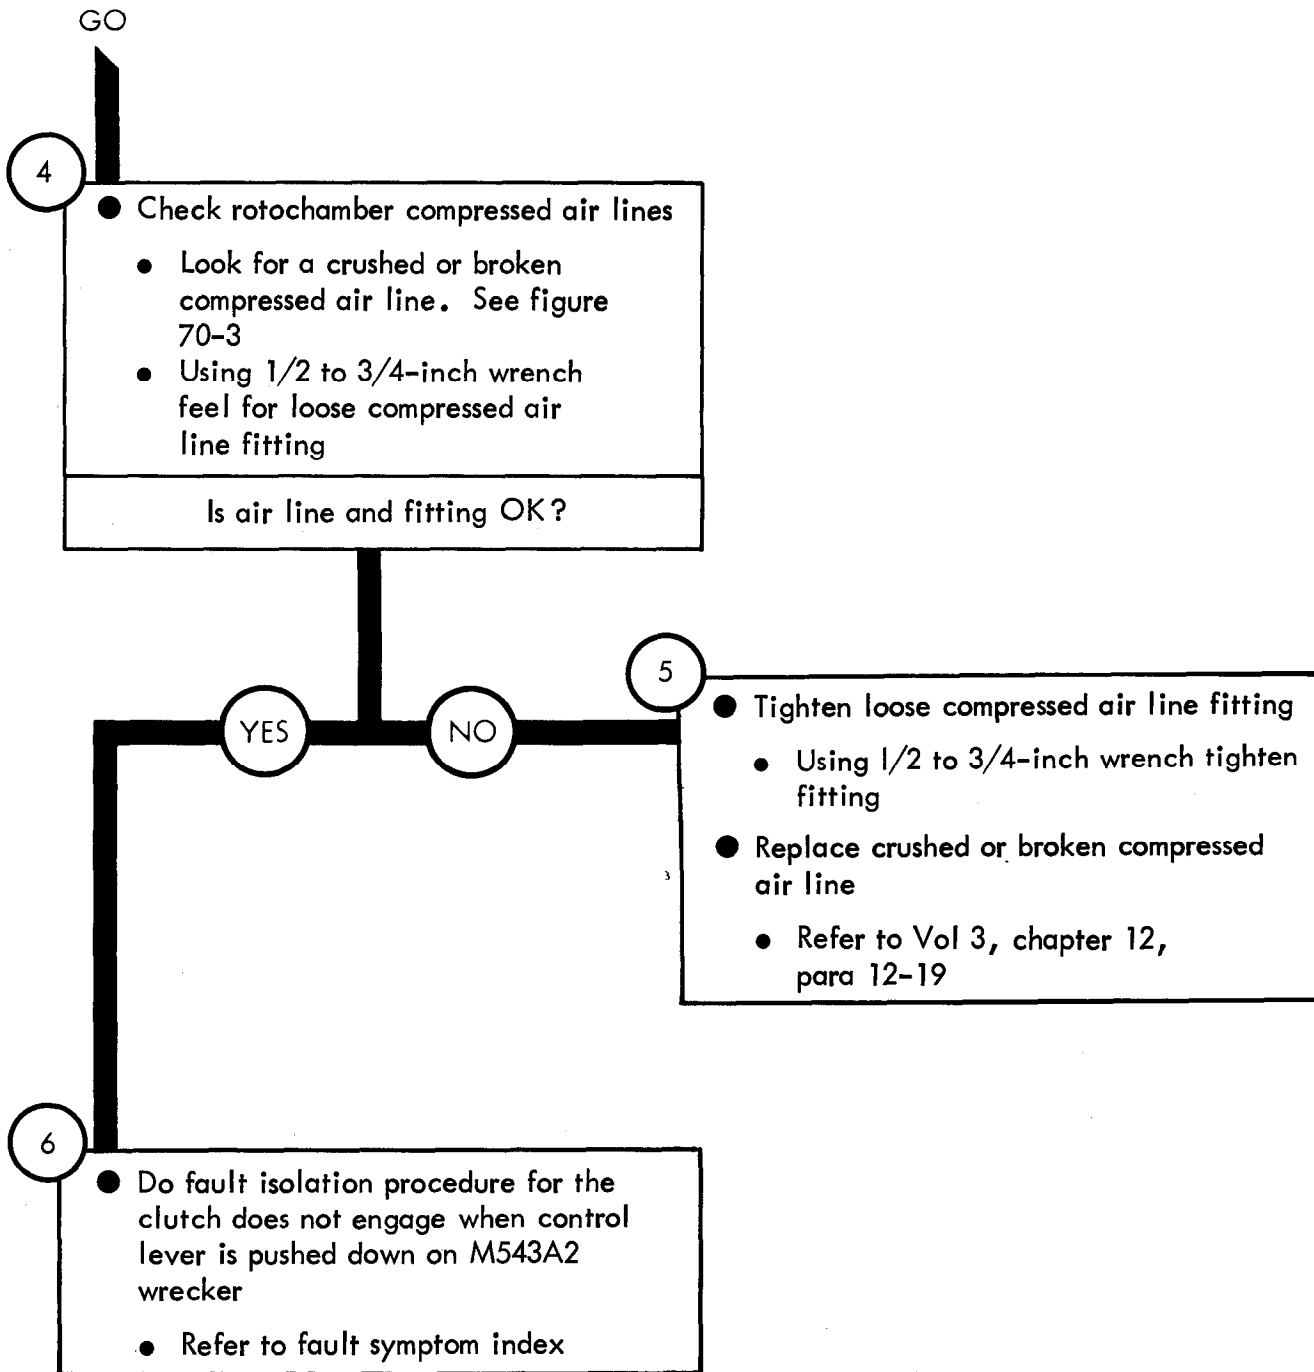 GO
4
● Check rotochamber compressed air lines
● Look for a crushed or broken
compressed air line. See figure
70-3
● Using 1/2 to 3/4-inch wrench
feel for loose compressed air
line fitting
Is air line and fitting OK?
YES
NO
5
● Tighten loose compressed air line fitting
● Using 1/2 to 3/4-inch wrench tighten
fitting
● Replace crushed or broken compressed
air line
● Refer to Vol 3, chapter 12,
para 12-19
6
● Do fault isolation procedure for the
clutch does not engage when control
lever is pushed down on M543A2
wrecker
● Refer to fault symptom index